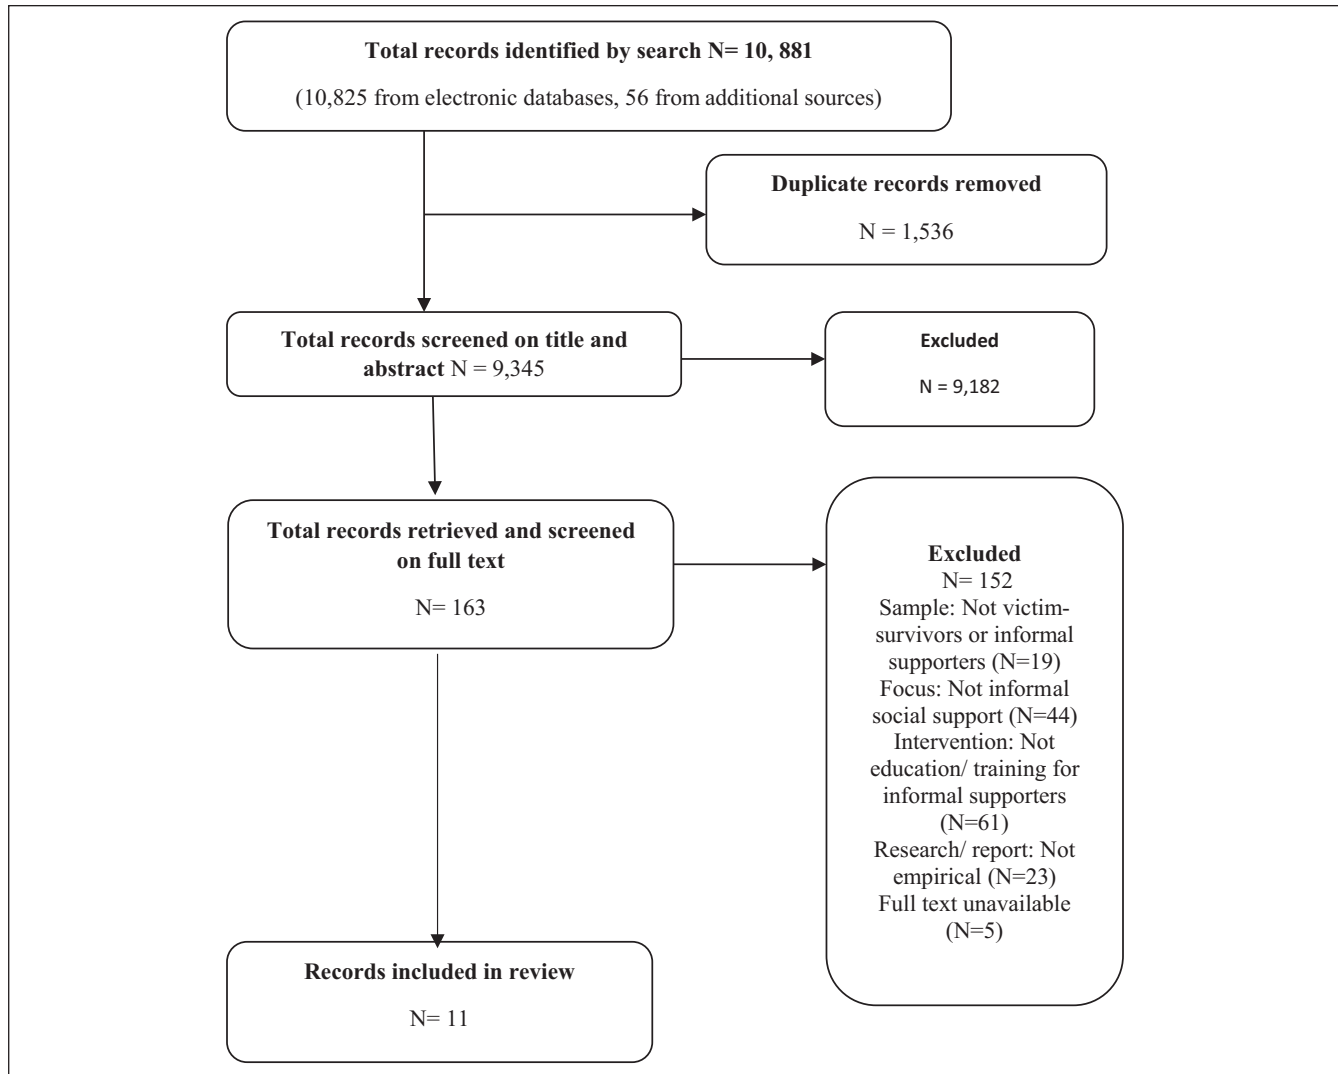 Total records identified by search N= 10, 881
(10,825 from electronic databases, 56 from additional sources)
Duplicate records removed
N = 1,536
Total records screened on title and
abstract N = 9,345
Excluded
N = 9,182
Total records retrieved and screened
on full text
N= 163
Excluded
N= 152
Sample: Not victim-
survivors or informal
supporters (N=19)
Focus: Not informal
social support (N=44)
Intervention: Not
education/ training for
informal supporters
(N=61)
Research/ report: Not
empirical (N=23)
Full text unavailable
(N=5)
Records included in review
N= 11